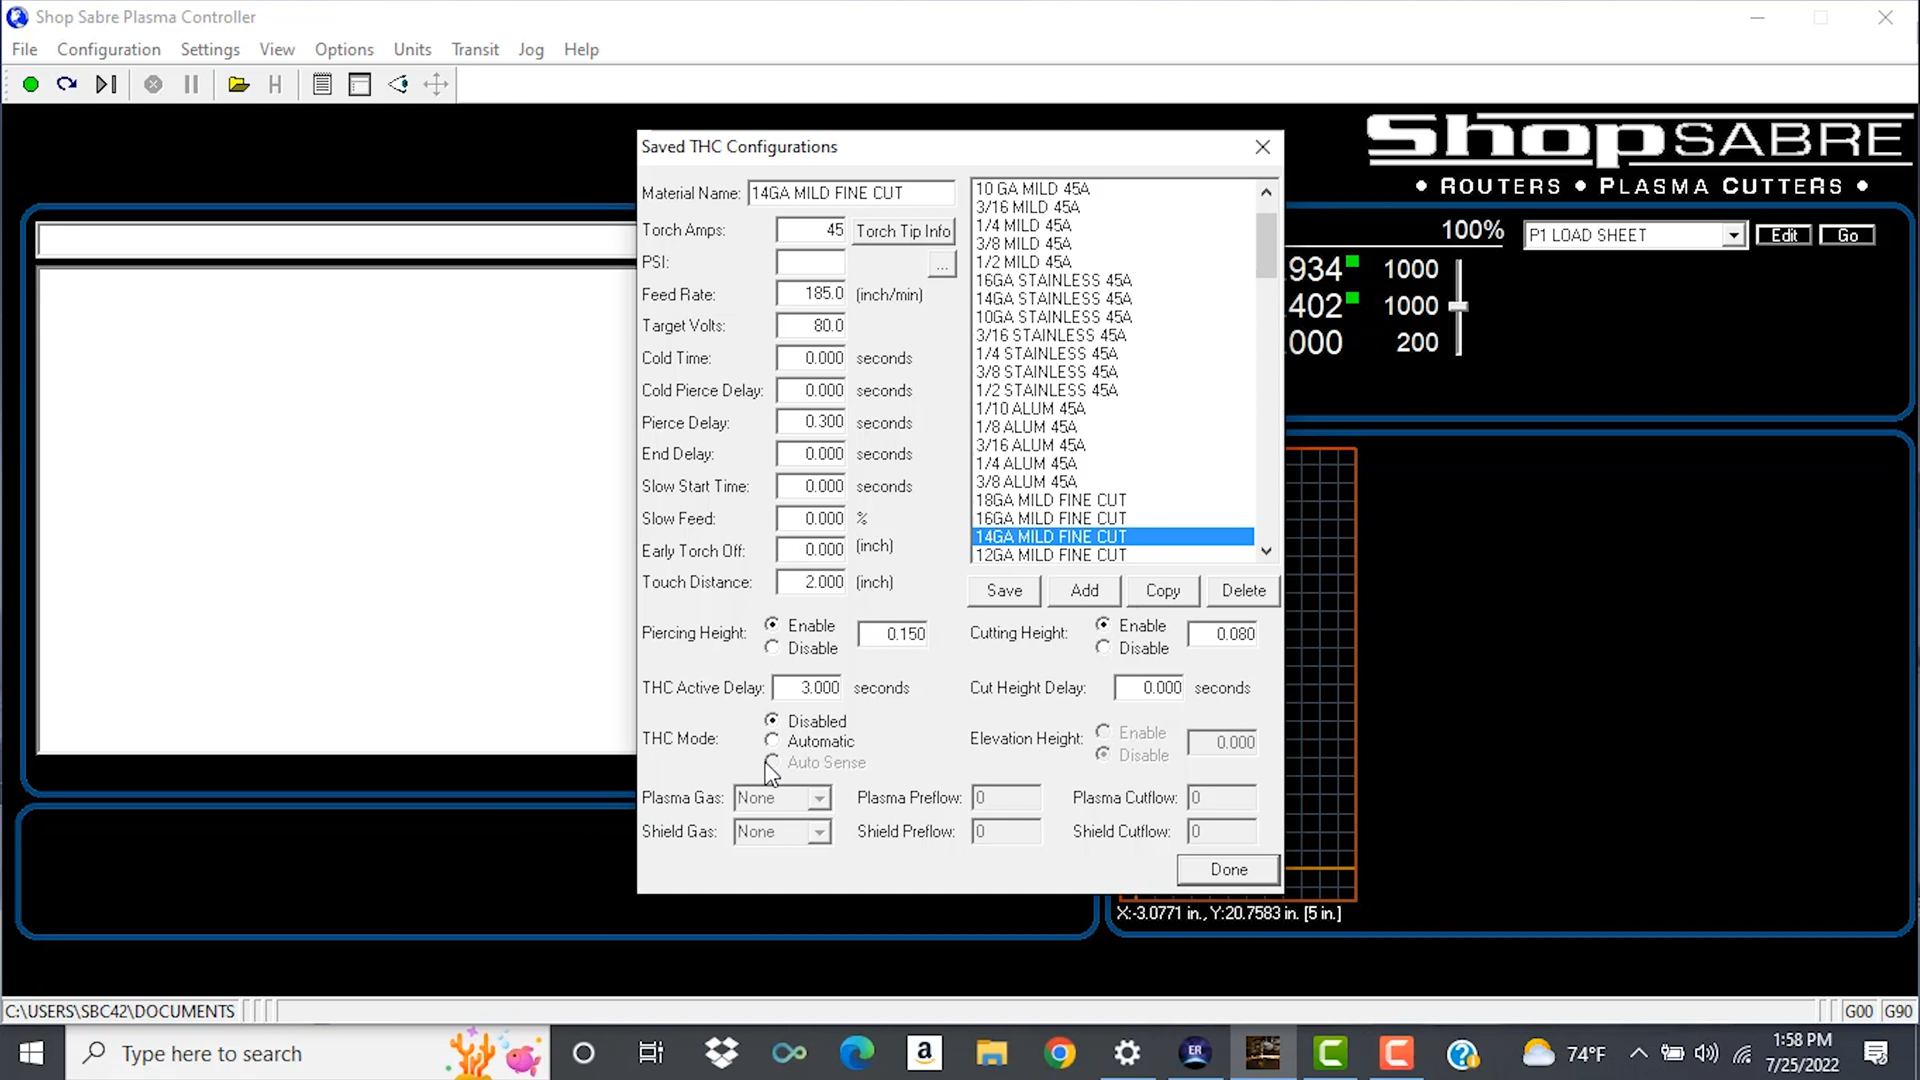 Shop Sabre Plasma Controller
File Configuration Settings View Options Units Transit Jog Help
ShopSABRE
• ROUTERS • PLASMA CUTTERS •
100% P1 LOAD SHEET Edit Go
.934 1000
.402 1000
.000 200
Saved THC Configurations
Material Name: 14GA MILD FINE CUT
Torch Amps: 45 Torch Tip Info
PSI: ...
Feed Rate: 185.0 (inch/min)
Target Volts: 80.0
Cold Time: 0.000 seconds
Cold Pierce Delay: 0.000 seconds
Pierce Delay: 0.300 seconds
End Delay: 0.000 seconds
Slow Start Time: 0.000 seconds
Slow Feed: 0.000 %
Early Torch Off: 0.000 (inch)
Touch Distance: 2.000 (inch)
10 GA MILD 45A
3/16 MILD 45A
1/4 MILD 45A
3/8 MILD 45A
1/2 MILD 45A
16GA STAINLESS 45A
14GA STAINLESS 45A
10GA STAINLESS 45A
3/16 STAINLESS 45A
1/4 STAINLESS 45A
3/8 STAINLESS 45A
1/2 STAINLESS 45A
1/10 ALUM 45A
1/8 ALUM 45A
3/16 ALUM 45A
1/4 ALUM 45A
3/8 ALUM 45A
18GA MILD FINE CUT
16GA MILD FINE CUT
14GA MILD FINE CUT
12GA MILD FINE CUT
Save Add Copy Delete
Piercing Height: Enable 0.150
Disable
Cutting Height: Enable 0.080
Disable
THC Active Delay: 3.000 seconds
Cut Height Delay: 0.000 seconds
THC Mode: Disabled
Automatic
Auto Sense
Elevation Height: Enable 0.000
Disable
Plasma Gas: None Plasma Preflow: 0 Plasma Cutflow: 0
Shield Gas: None Shield Preflow: 0 Shield Cutflow: 0
Done
X:-3.0771 in., Y:20.7583 in. [5 in.]
C:\USERS\SBC42\DOCUMENTS G00 G90
Type here to search
74°F
1:58 PM
7/25/2022